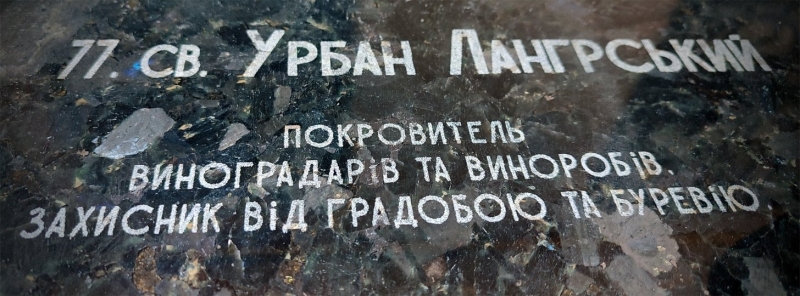 77. св. Урбан Лангрський
ПОКРОВИТЕЛЬ
ВИНОГРАДАРІВ ТА ВИНОРОБІВ.
ЗАХИСНИК ВІД ГРАДОБОЮ ТА БУРЕВІЮ